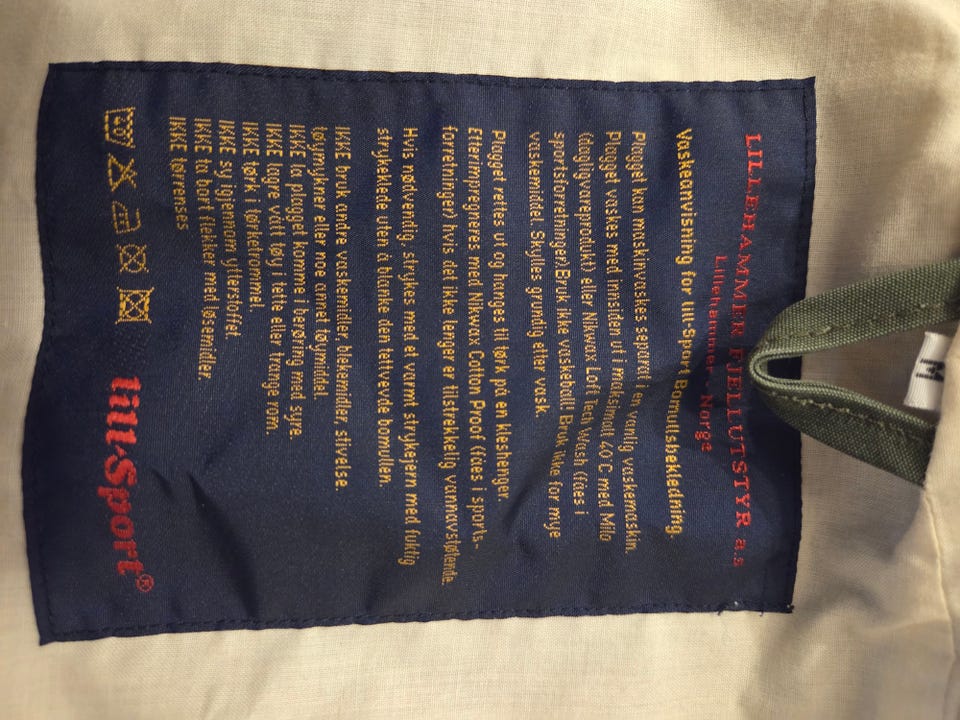 LILLEHAMMER FJELLUTSTYR a.s
Lillehammer - Norge
Vaskeanvisning for lill-Sport Bomullsbekledning.
Plagget kan maskinvaskes separat i en vanlig vaskemaskin.
Plagget vaskes med innsiden ut i maksimalt 40°C med Milo
(dagligvareprodukt) eller Nikwax Loft Tech Wash (fåes i
sportsforretninger).Bruk ikke vaskeball! Bruk ikke for mye
vaskemiddel. Skylles grundig etter vask.
Plagget rettes ut og henges til tørk på en kleshenger.
Etterimpregneres med Nikwax Cotton Proof (fåes i sports-
forretninger) hvis det ikke lenger er tilstrekkelig vannavstøtende.
Hvis nødvendig, strykes med et varmt strykejern med fuktig
strykeklede uten å blanke den tettvevde bomullen.
IKKE bruk andre vaskemidler, blekemidler, stivelse,
tøymykner eller noe annet tøymiddel.
IKKE la plagget komme i berøring med syre.
IKKE lagre vått tøy i tette eller trange rom.
IKKE tørk i tørketrommel.
IKKE sy igjennom ytterstoffet.
IKKE ta bort flekker med løsemidler.
IKKE tørrenses
40
lill-Sport®
M